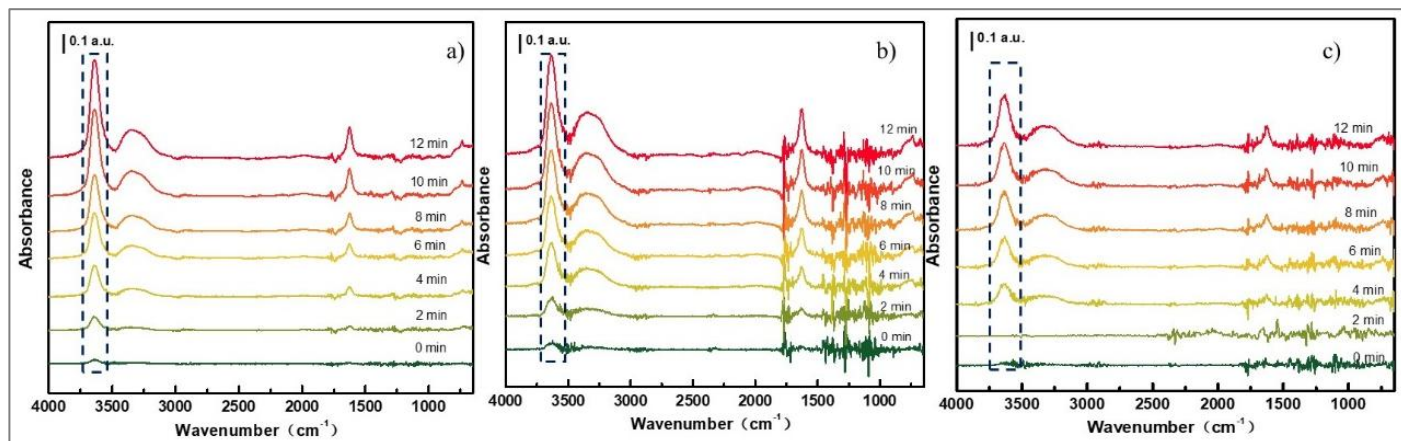 0.1 a.u.
a)
12 min
10 min
8 min
6 min
4 min
2 min
0 min
Absorbance
4000 3500 3000 2500 2000 1500 1000
Wavenumber（cm⁻¹）
0.1 a.u.
b)
12 min
10 min
8 min
6 min
4 min
2 min
0 min
Absorbance
4000 3500 3000 2500 2000 1500 1000
Wavenumber（cm⁻¹）
0.1 a.u.
c)
12 min
10 min
8 min
6 min
4 min
2 min
0 min
Absorbance
4000 3500 3000 2500 2000 1500 1000
Wavenumber（cm⁻¹）